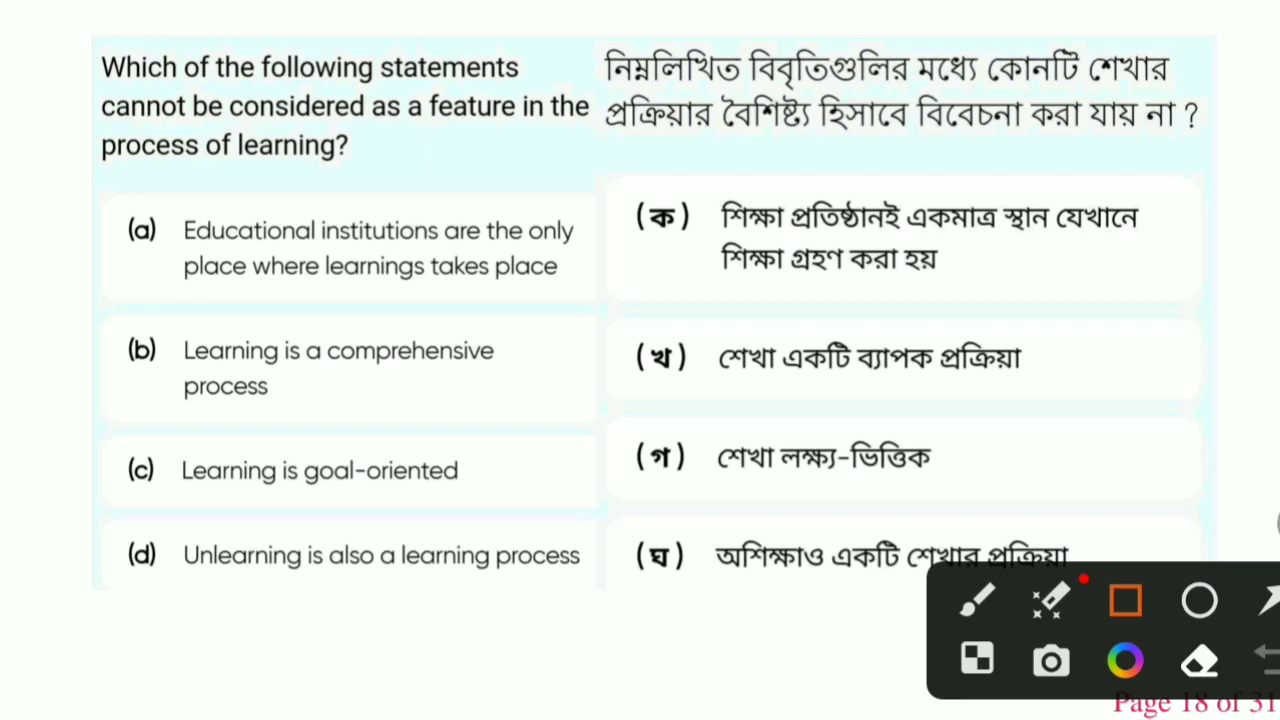 Which of the following statements
cannot be considered as a feature in the
process of learning?
(a) Educational institutions are the only
place where learnings takes place
(b) Learning is a comprehensive
process
(c) Learning is goal-oriented
(d) Unlearning is also a learning process
নিম্নলিখিত বিবৃতিগুলির মধ্যে কোনটি শেখার
প্রক্রিয়ার বৈশিষ্ট্য হিসাবে বিবেচনা করা যায় না ?
(ক) শিক্ষা প্রতিষ্ঠানই একমাত্র স্থান যেখানে
শিক্ষা গ্রহণ করা হয়
(খ) শেখা একটি ব্যাপক প্রক্রিয়া
(গ) শেখা লক্ষ্য-ভিত্তিক
(ঘ) অশিক্ষাও একটি শেখার প্রক্রিয়া
Page 18 of 31